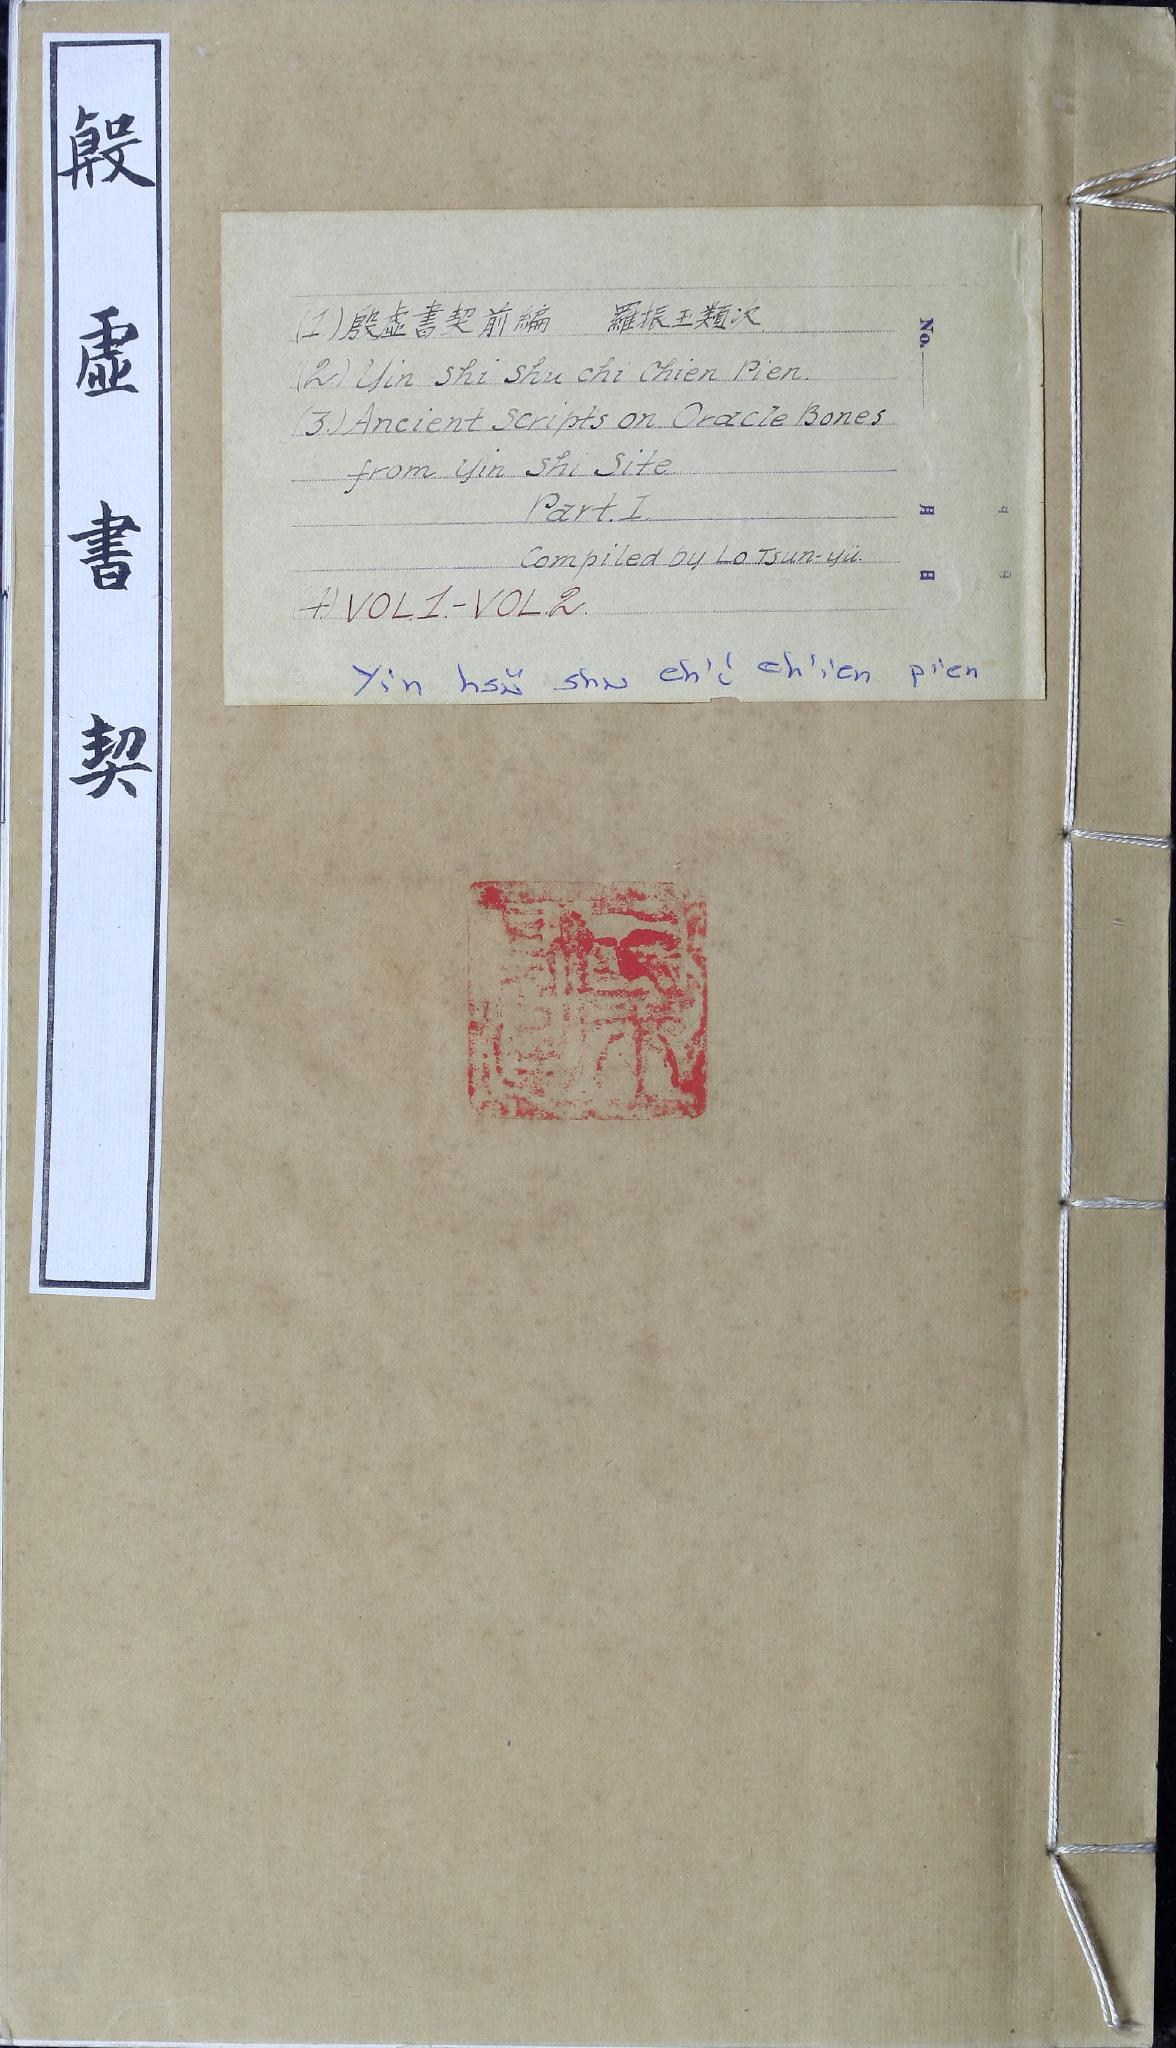 殷虛書契
(1) 殷虛書契前編 羅振玉類次
(2) Yin Shi Shu chi Chien Pien.
(3.) Ancient Scripts on Oracle Bones
from Yin Shi Site
Part. I
Compiled by Lo Tsun-yü.
(4) VOL.1.-VOL.2.
Yin hsü shu ch'i ch'ien pien
No.
月
日